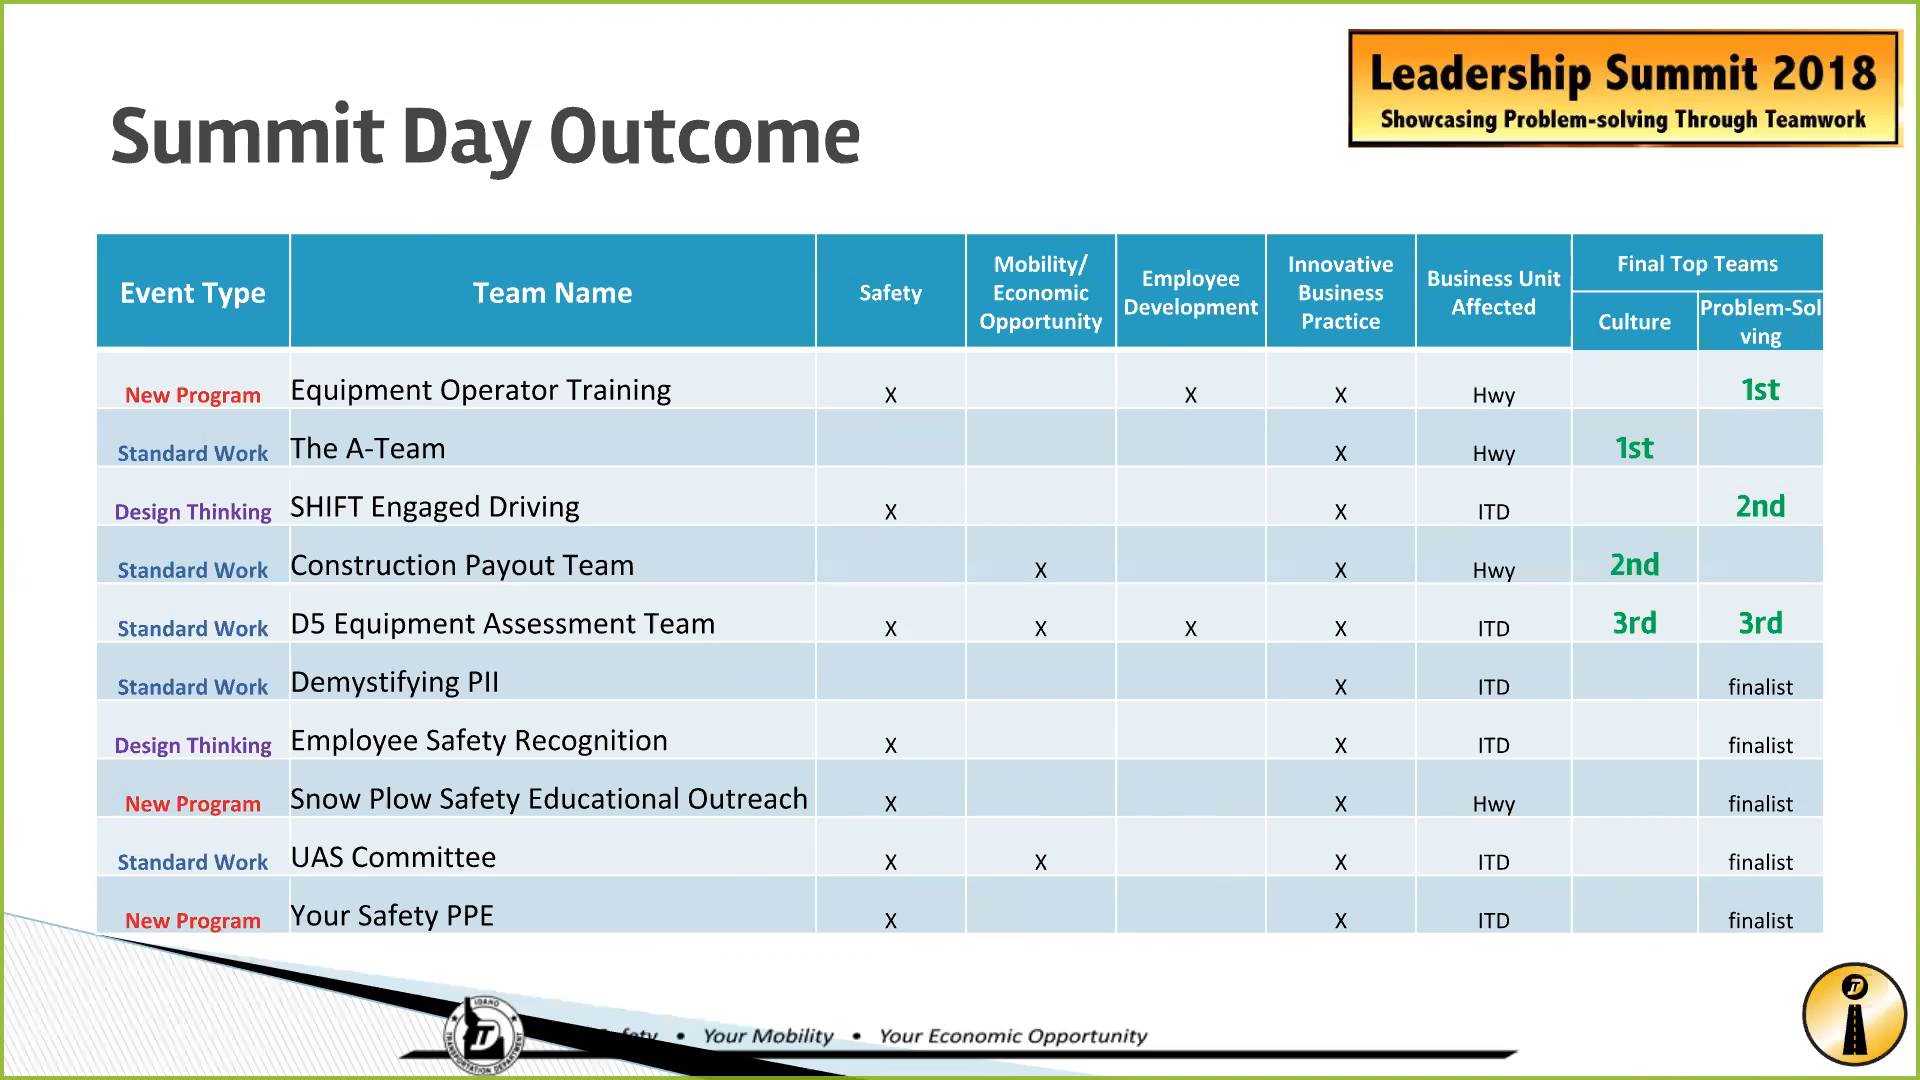 Leadership Summit 2018
Showcasing Problem-solving Through Teamwork
Summit Day Outcome
Event Type Team Name Safety Mobility/ Economic Opportunity Employee Development Innovative Business Practice Business Unit Affected Final Top Teams
Culture Problem-Sol ving
New Program Equipment Operator Training X X X Hwy 1st
Standard Work The A-Team X Hwy 1st
Design Thinking SHIFT Engaged Driving X X ITD 2nd
Standard Work Construction Payout Team X X Hwy 2nd
Standard Work D5 Equipment Assessment Team X X X X ITD 3rd 3rd
Standard Work Demystifying PII X ITD finalist
Design Thinking Employee Safety Recognition X X ITD finalist
New Program Snow Plow Safety Educational Outreach X X Hwy finalist
Standard Work UAS Committee X X X ITD finalist
New Program Your Safety PPE X X ITD finalist
IDAHO
TRANSPORTATION DEPARTMENT
• Your Mobility • Your Economic Opportunity